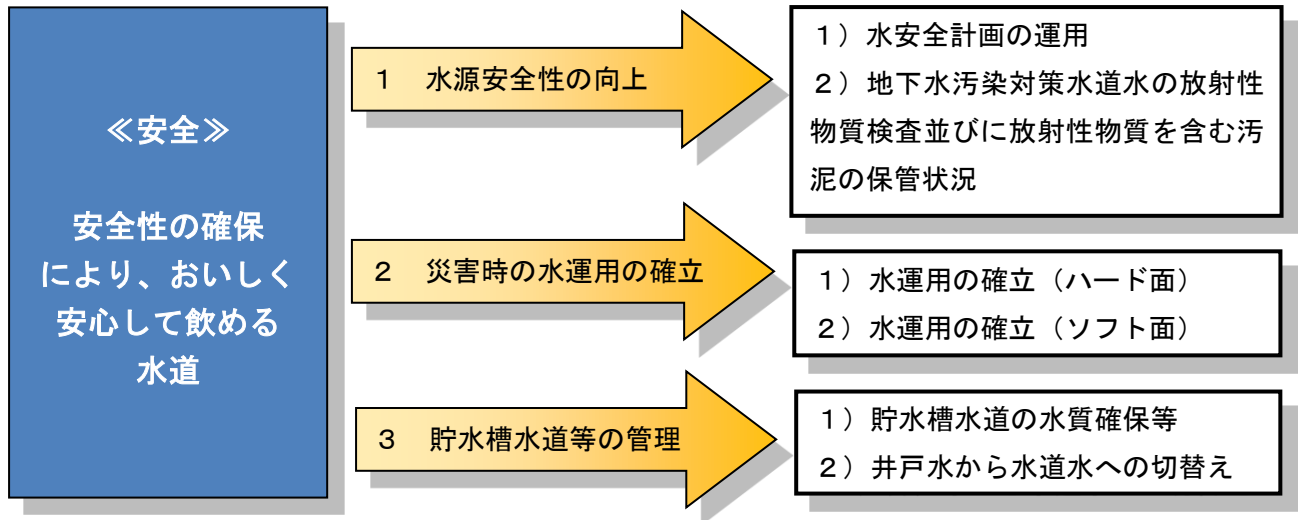 ≪安全≫
安全性の確保
により、おいしく
安心して飲める
水道
１　水源安全性の向上
１）水安全計画の運用
２）地下水汚染対策水道水の放射性
物質検査並びに放射性物質を含む汚
泥の保管状況
２　災害時の水運用の確立
１）水運用の確立（ハード面）
２）水運用の確立（ソフト面）
３　貯水槽水道等の管理
１）貯水槽水道の水質確保等
２）井戸水から水道水への切替え